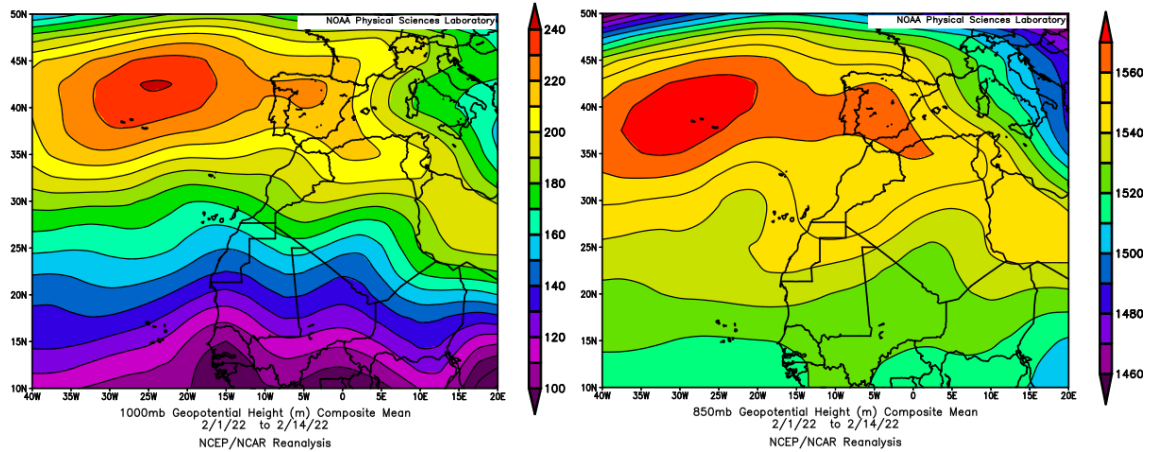 NOAA Physical Sciences Laboratory
50N
45N
40N
35N
30N
25N
20N
15N
10N
40W 35W 30W 25W 20W 15W 10W 5W 0 5E 10E 15E 20E
240
220
200
180
160
140
120
100
1000mb Geopotential Height (m) Composite Mean
2/1/22 to 2/14/22
NCEP/NCAR Reanalysis
NOAA Physical Sciences Laboratory
50N
45N
40N
35N
30N
25N
20N
15N
10N
40W 35W 30W 25W 20W 15W 10W 5W 0 5E 10E 15E 20E
1560
1540
1520
1500
1480
1460
850mb Geopotential Height (m) Composite Mean
2/1/22 to 2/14/22
NCEP/NCAR Reanalysis